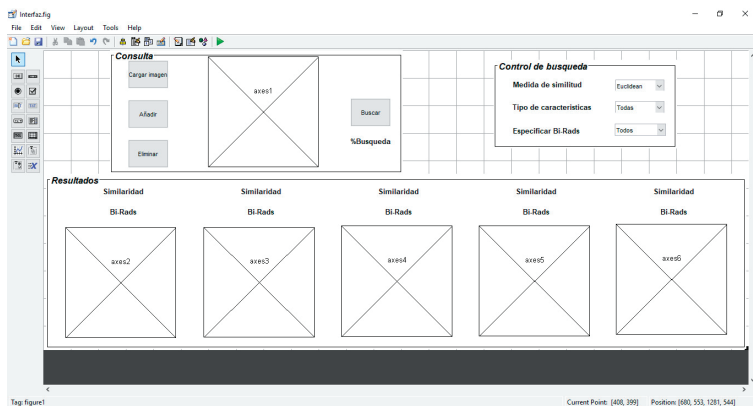 Interfaz.fig
File Edit View Layout Tools Help
Consulta
Cargar imagen
Añadir
Eliminar
axes1
Buscar
%Busqueda
Control de busqueda
Medida de similitud Euclidean
Tipo de características Todas
Especificar Bi-Rads Todos
Resultados
Similaridad Similaridad Similaridad Similaridad Similaridad
Bi-Rads Bi-Rads Bi-Rads Bi-Rads Bi-Rads
axes2 axes3 axes4 axes5 axes6
Tag: figure1 Current Point: [408, 399] Position: [680, 553, 1281, 544]